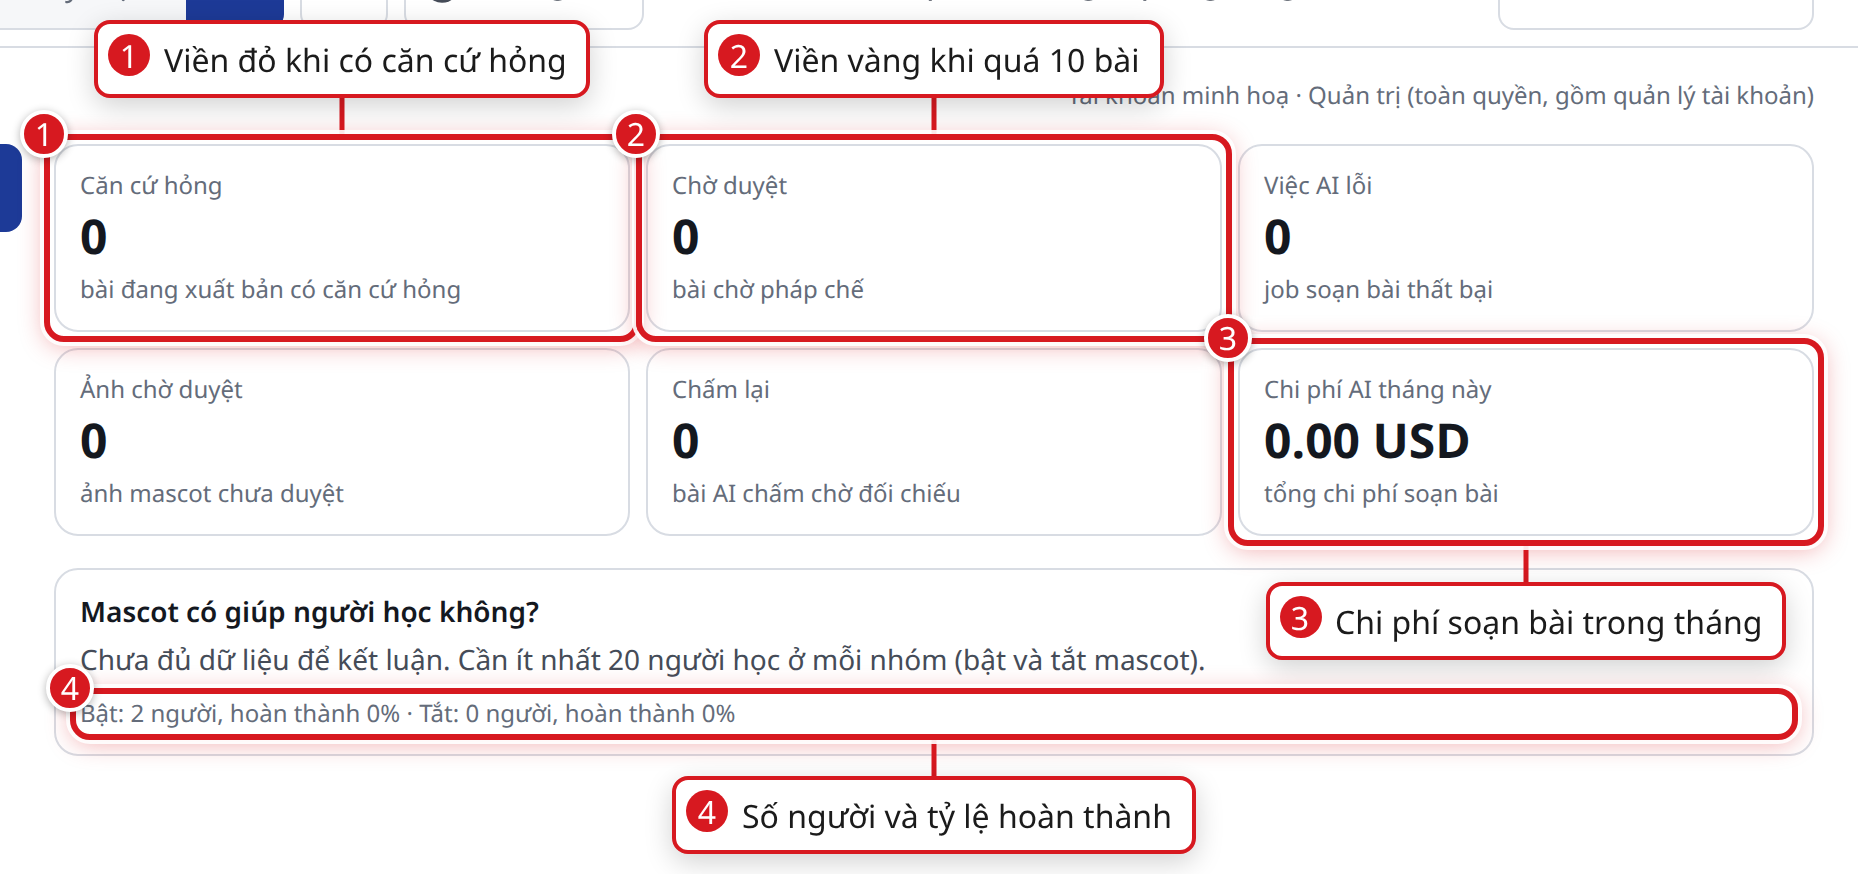 1 Viền đỏ khi có căn cứ hỏng
2 Viền vàng khi quá 10 bài
khoản minh hoạ · Quản trị (toàn quyền, gồm quản lý tài khoản)
1
2
Căn cứ hỏng
0
bài đang xuất bản có căn cứ hỏng
Chờ duyệt
0
bài chờ pháp chế
Việc AI lỗi
0
job soạn bài thất bại
3
Ảnh chờ duyệt
0
ảnh mascot chưa duyệt
Chấm lại
0
bài AI chấm chờ đối chiếu
Chi phí AI tháng này
0.00 USD
tổng chi phí soạn bài
Mascot có giúp người học không?
3 Chi phí soạn bài trong tháng
Chưa đủ dữ liệu để kết luận. Cần ít nhất 20 người học ở mỗi nhóm (bật và tắt mascot).
4
Bật: 2 người, hoàn thành 0% · Tắt: 0 người, hoàn thành 0%
4 Số người và tỷ lệ hoàn thành